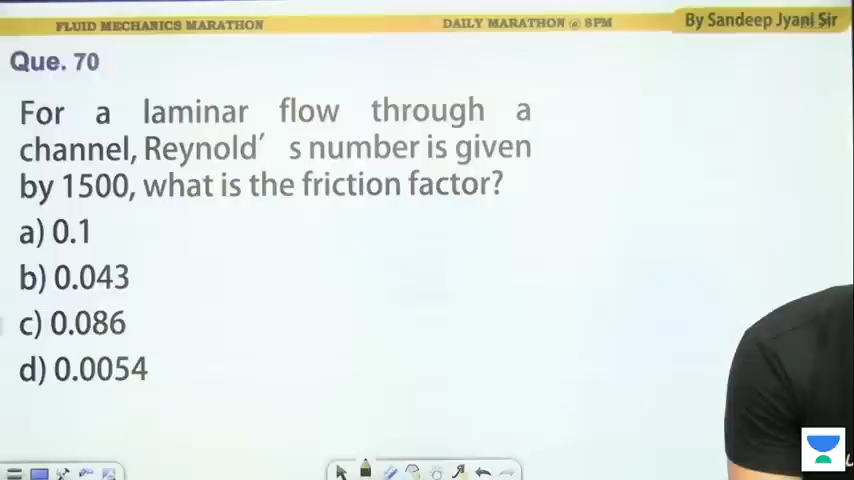 FLUID MECHANICS MARATHON
DAILY MARATHON @ 8PM
By Sandeep Jyani Sir
Que. 70
For a laminar flow through a
channel, Reynold′ s number is given
by 1500, what is the friction factor?
a) 0.1
b) 0.043
c) 0.086
d) 0.0054